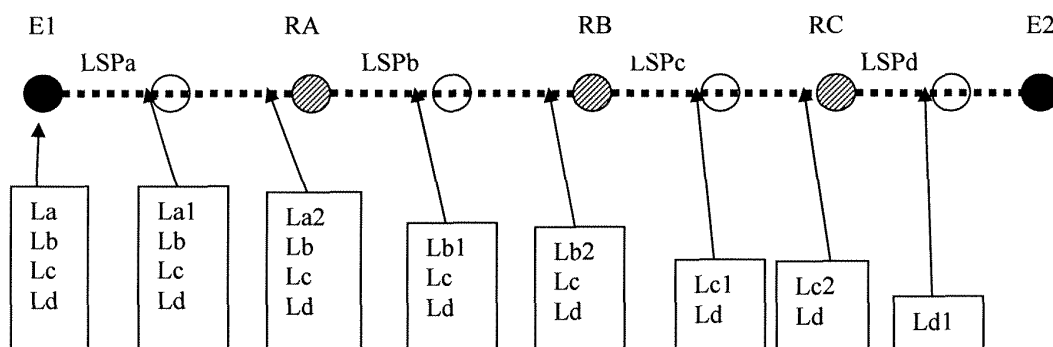 E1 RA RB RC E2
LSPa LSPb LSPc LSPd
La
Lb
Lc
Ld
La1
Lb
Lc
Ld
La2
Lb
Lc
Ld
Lb1
Lc
Ld
Lb2
Lc
Ld
Lc1
Ld
Lc2
Ld
Ld1